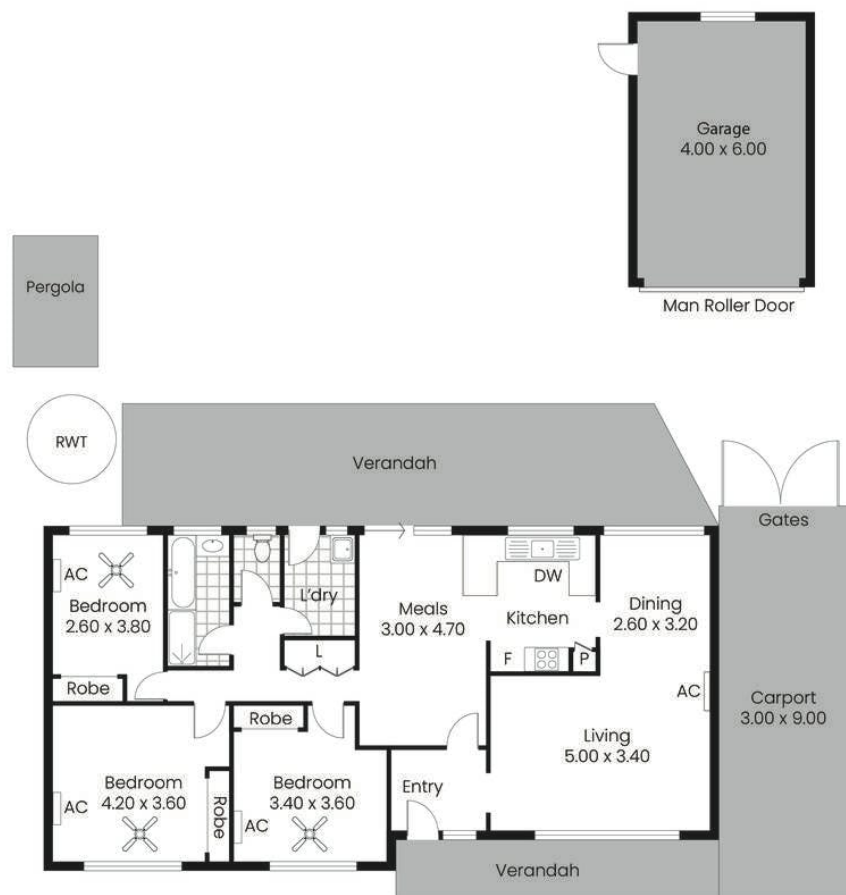 Garage
4.00 x 6.00
Man Roller Door
Pergola
RWT
Verandah
Gates
AC
Bedroom
2.60 x 3.80
Robe
L'dry
L
Meals
3.00 x 4.70
DW
Kitchen
F
P
Dining
2.60 x 3.20
AC
Living
5.00 x 3.40
Carport
3.00 x 9.00
Bedroom
4.20 x 3.60
AC
Robe
Robe
Bedroom
3.40 x 3.60
AC
Entry
Verandah